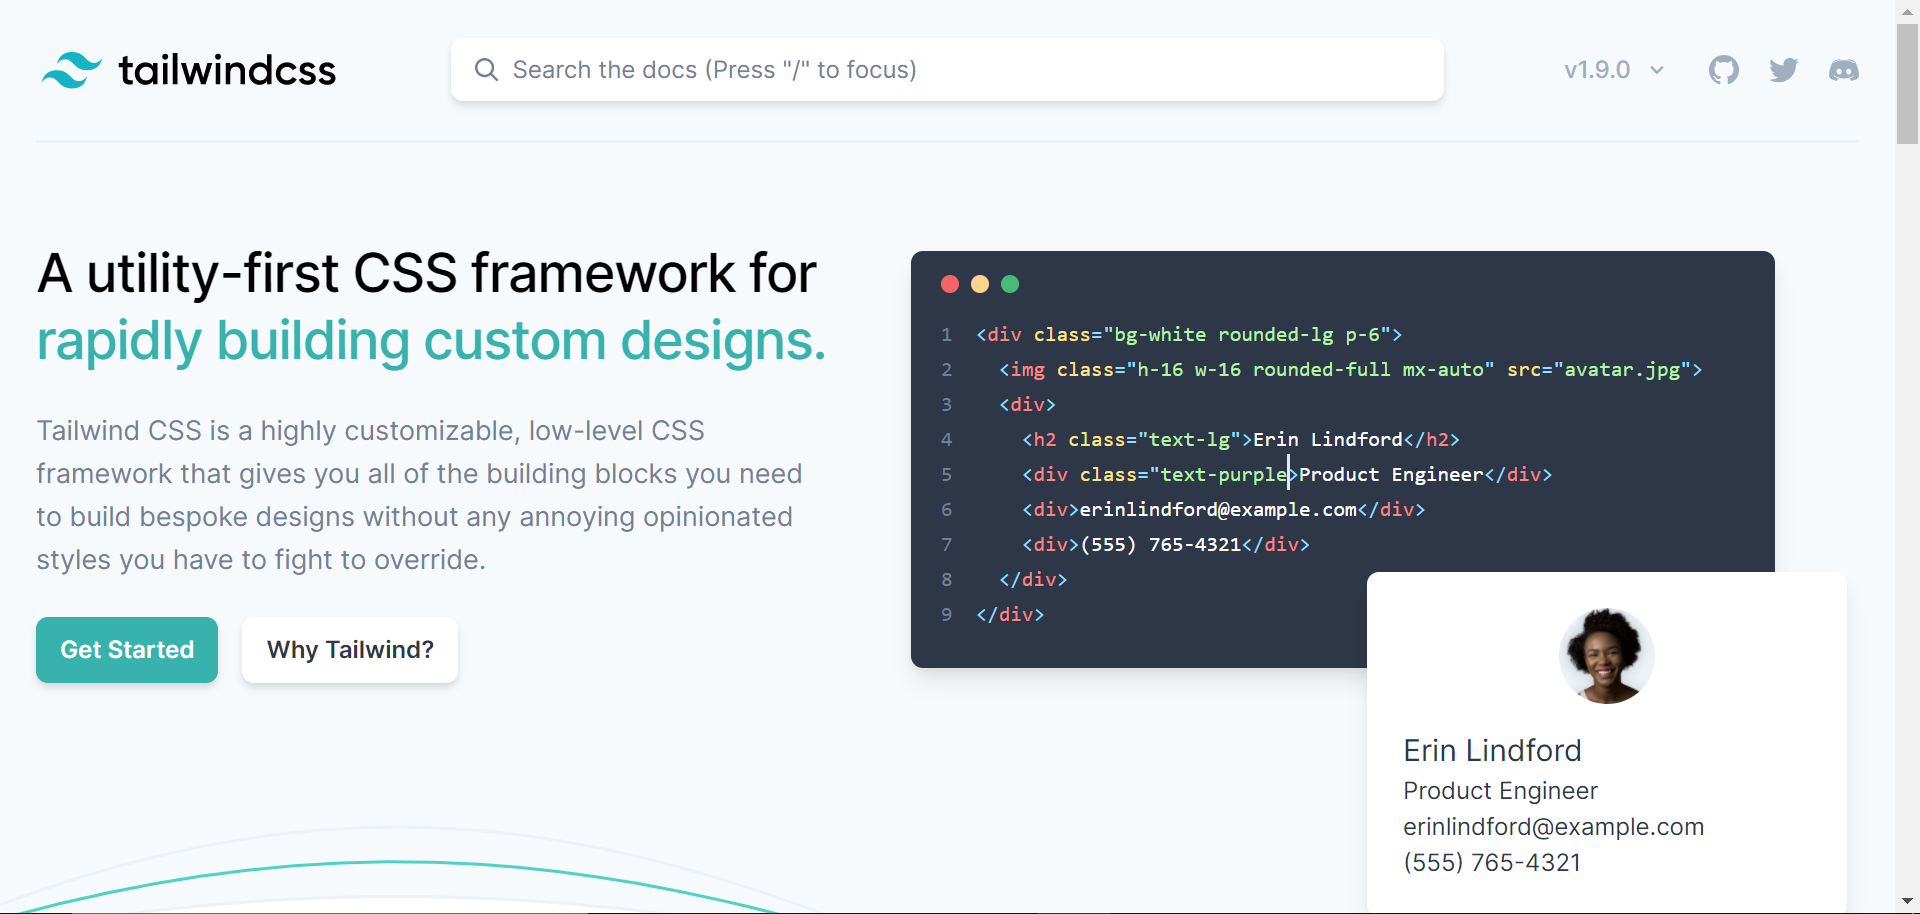 tailwindcss
Search the docs (Press "/" to focus)
v1.9.0
A utility-first CSS framework for
rapidly building custom designs.
Tailwind CSS is a highly customizable, low-level CSS
framework that gives you all of the building blocks you need
to build bespoke designs without any annoying opinionated
styles you have to fight to override.
Get Started
Why Tailwind?
1 <div class="bg-white rounded-lg p-6">
2 <img class="h-16 w-16 rounded-full mx-auto" src="avatar.jpg">
3 <div>
4 <h2 class="text-lg">Erin Lindford</h2>
5 <div class="text-purple>Product Engineer</div>
6 <div>erinlindford@example.com</div>
7 <div>(555) 765-4321</div>
8 </div>
9 </div>
Erin Lindford
Product Engineer
erinlindford@example.com
(555) 765-4321